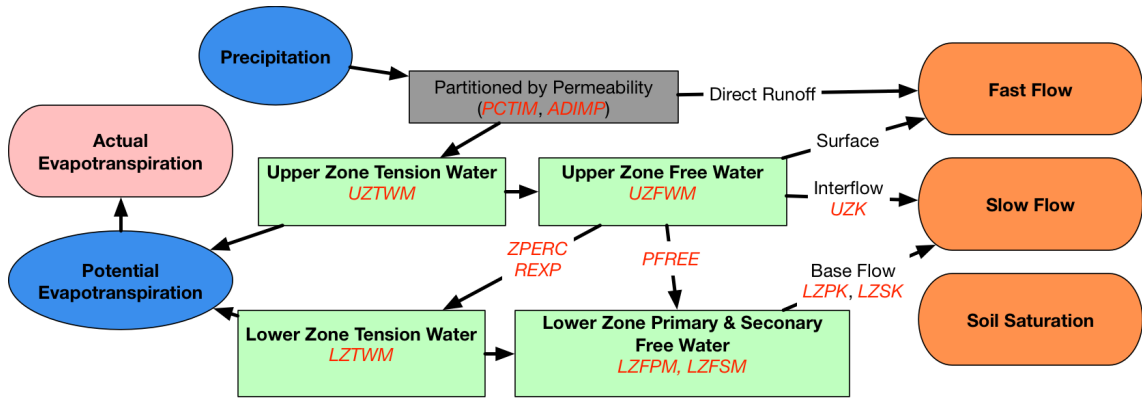 Precipitation
Partitioned by Permeability
(PCTIM, ADIMP)
Direct Runoff
Fast Flow
Actual
Evapotranspiration
Surface
Upper Zone Tension Water
UZTWM
Upper Zone Free Water
UZFWM
Interflow
UZK
Slow Flow
Potential
Evapotranspiration
ZPERC
REXP
PFREE
Base Flow
LZPK, LZSK
Lower Zone Tension Water
LZTWM
Lower Zone Primary & Seconary
Free Water
LZFPM, LZFSM
Soil Saturation